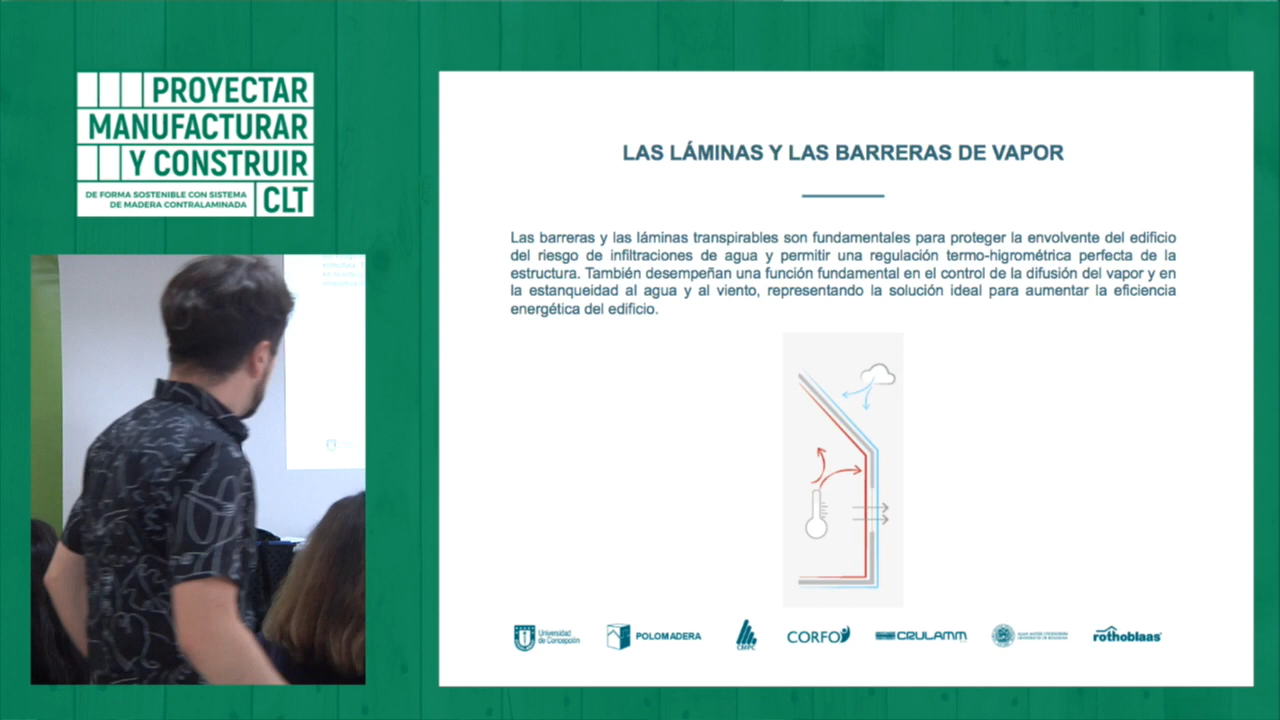 PROYECTAR
MANUFACTURAR
Y CONSTRUIR
DE FORMA SOSTENIBLE CON SISTEMA
DE MADERA CONTRALAMINADA
CLT
LAS LÁMINAS Y LAS BARRERAS DE VAPOR
Las barreras y las láminas transpirables son fundamentales para proteger la envolvente del edificio
del riesgo de infiltraciones de agua y permitir una regulación termo-higrométrica perfecta de la
estructura. También desempeñan una función fundamental en el control de la difusión del vapor y en
la estanqueidad al agua y al viento, representando la solución ideal para aumentar la eficiencia
energética del edificio.
Universidad
de Concepción
POLOMADERA
CMPC
CORFO
CRULAMM
rothoblaas